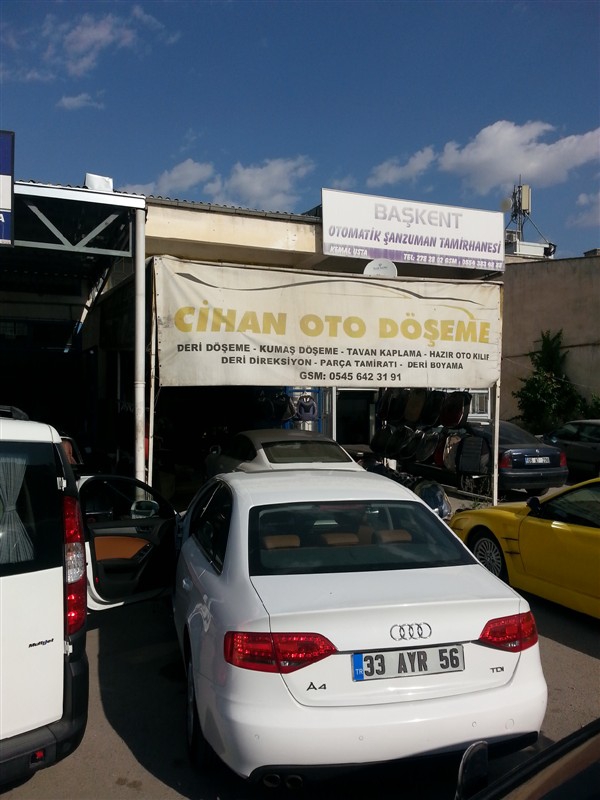 BAŞKENT
OTOMATİK ŞANZUMAN TAMİRHANESİ
CİHAN OTO DÖŞEME
DERİ DÖŞEME - KUMAŞ DÖŞEME - TAVAN KAPLAMA - HAZIR OTO KILIF
DERİ DİREKSİYON - PARÇA TAMİRATI - DERİ BOYAMA
GSM: 0545 642 31 91
MultiJet
TR 33 AYR 56
A4
TDI